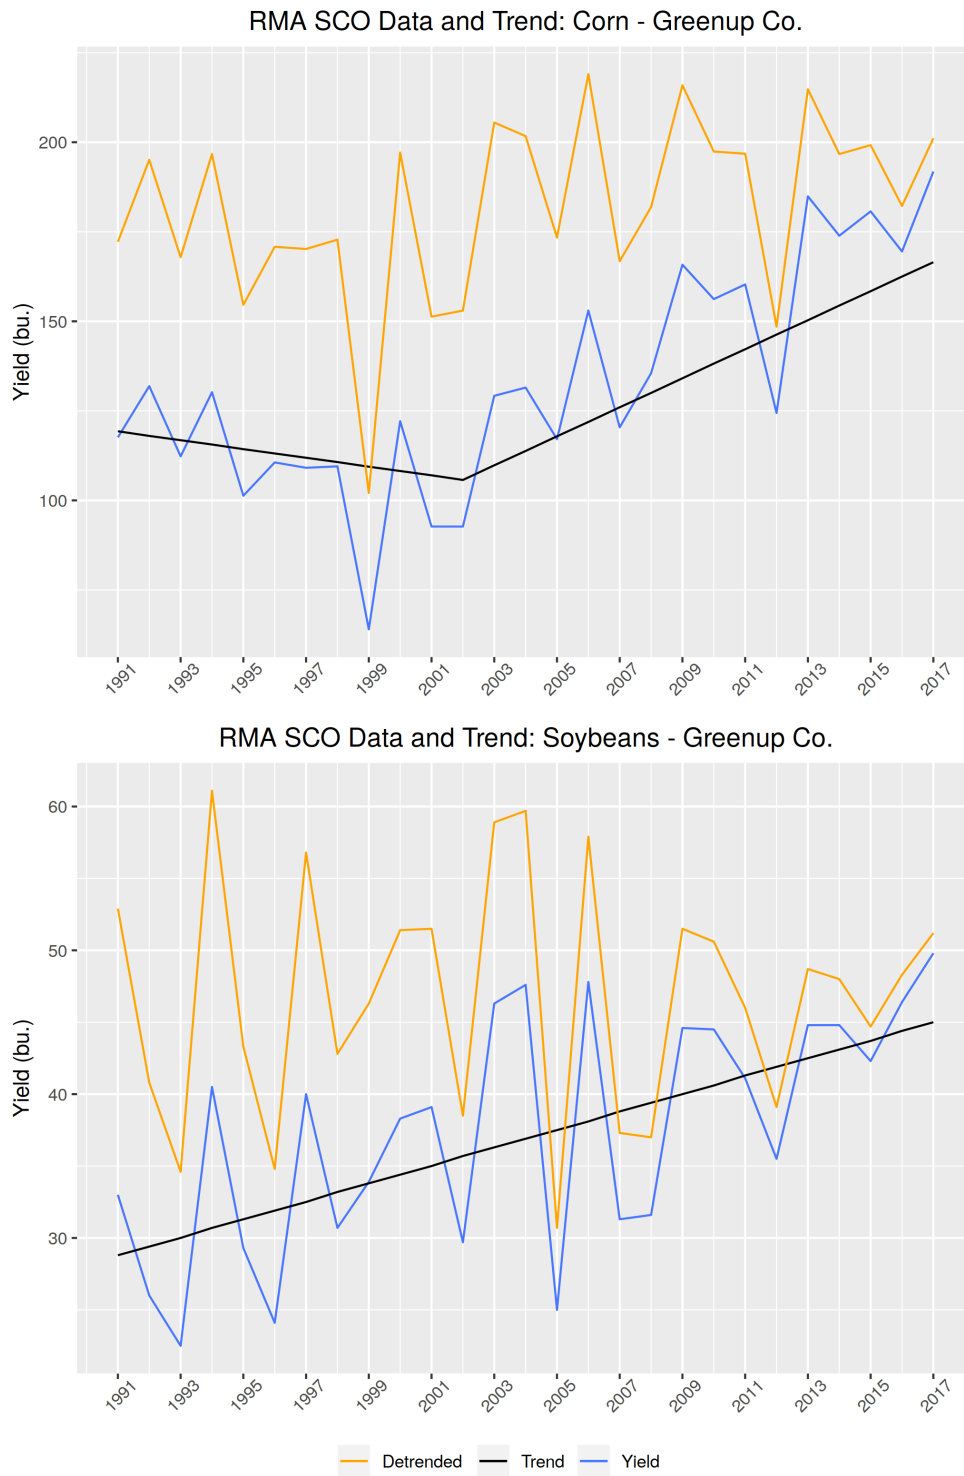 RMA SCO Data and Trend: Corn - Greenup Co.
Yield (bu.)
200
150
100
1991 1993 1995 1997 1999 2001 2003 2005 2007 2009 2011 2013 2015 2017
RMA SCO Data and Trend: Soybeans - Greenup Co.
Yield (bu.)
60
50
40
30
1991 1993 1995 1997 1999 2001 2003 2005 2007 2009 2011 2013 2015 2017
Detrended Trend Yield